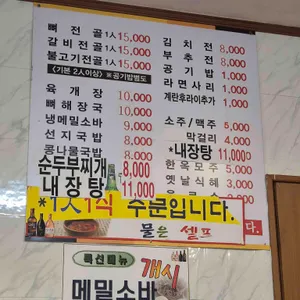 뼈전골 1人 15,000
갈비전골 1人 15,000
불고기전골 1人 15,000
<기본 2人이상> ※공기밥별도
육개장 10,000
뼈해장국 10,000
냉메밀소바 9,000
선지국밥 8,000
콩나물국밥 8,000
순두부찌개 8,000
내장탕 11,000
김치전 8,000
부추전 8,000
공기밥 1,000
라면사리 1,000
계란후라이추가 1,000
소주/맥주 5,000
막걸리 4,000
*내장탕 11,000
한옥모주 3,000
옛날식혜 3,000
3,000
*1人1식 주문입니다.
다.
물은 셀프
특선메뉴 개시
메밀소바